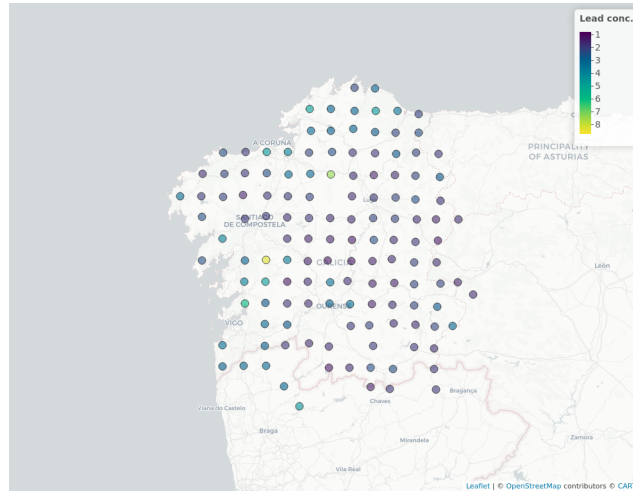 Lead conc.
1
2
3
4
5
6
7
8
A CORUÑA
PRINCIPALITY
OF ASTURIAS
SANTIAGO
DE COMPOSTELA
GALICIA
León
OURENSE
VIGO
Bragança
Chaves
Viana do Castelo
Braga
Mirandela
Zamora
Vila Real
Leaflet | © OpenStreetMap contributors © CART